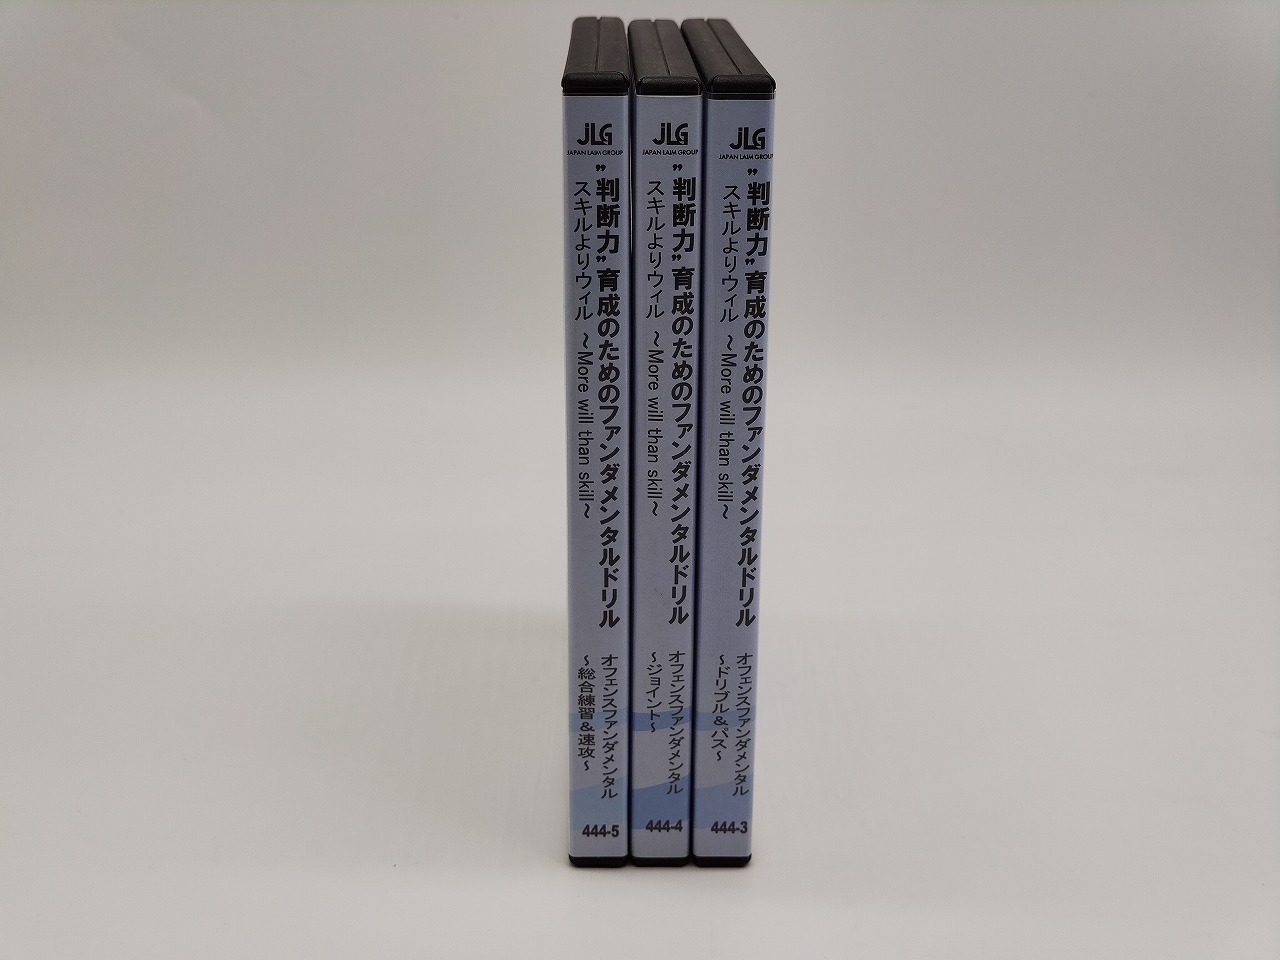 JLG
JAPAN LAIM GROUP
"判断力"育成のためのファンダメンタルドリル
スキルよりウィル ～More will than skill～
オフェンスファンダメンタル
～総合練習&速攻～
444-5
JLG
JAPAN LAIM GROUP
"判断力"育成のためのファンダメンタルドリル
スキルよりウィル ～More will than skill～
オフェンスファンダメンタル
～ジョイント～
444-4
JLG
JAPAN LAIM GROUP
"判断力"育成のためのファンダメンタルドリル
スキルよりウィル ～More will than skill～
オフェンスファンダメンタル
～ドリブル&パス～
444-3